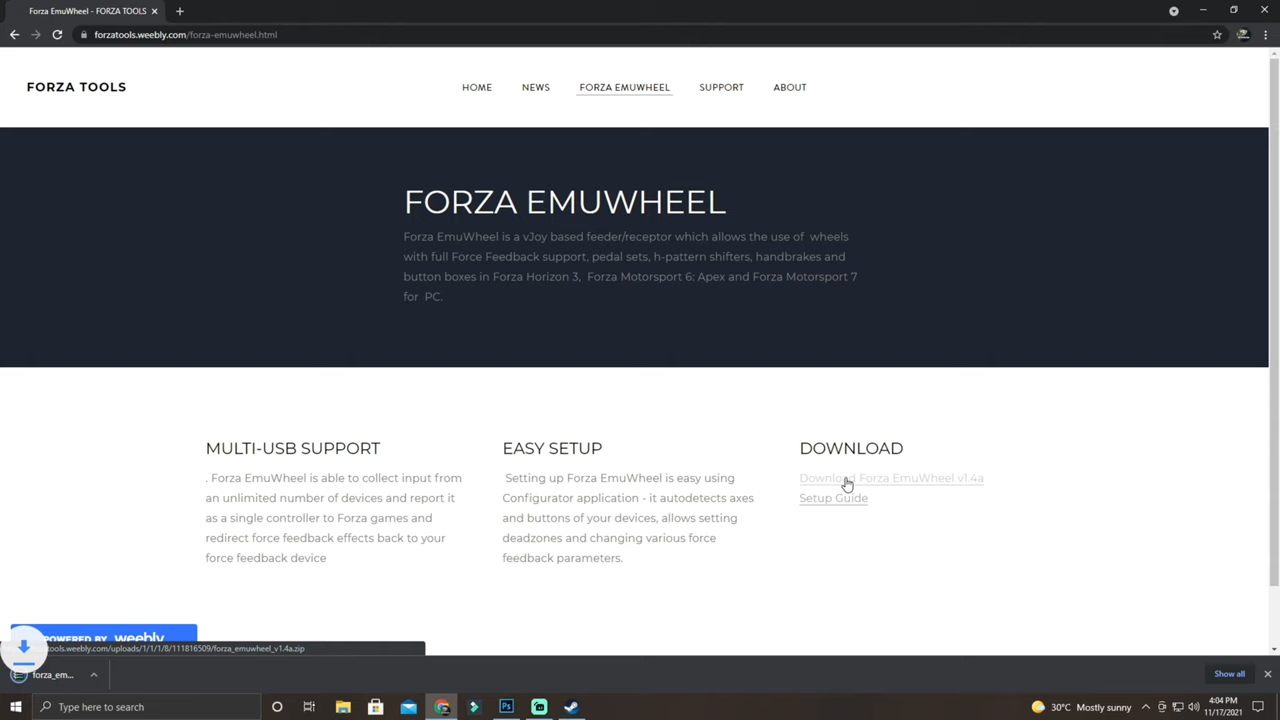 Forza EmuWheel - FORZA TOOLS
forzatools.weebly.com/forza-emuwheel.html
FORZA TOOLS
HOME
NEWS
FORZA EMUWHEEL
SUPPORT
ABOUT
FORZA EMUWHEEL
Forza EmuWheel is a vJoy based feeder/receptor which allows the use of wheels
with full Force Feedback support, pedal sets, h-pattern shifters, handbrakes and
button boxes in Forza Horizon 3, Forza Motorsport 6: Apex and Forza Motorsport 7
for PC.
MULTI-USB SUPPORT
. Forza EmuWheel is able to collect input from
an unlimited number of devices and report it
as a single controller to Forza games and
redirect force feedback effects back to your
force feedback device
EASY SETUP
Setting up Forza EmuWheel is easy using
Configurator application - it autodetects axes
and buttons of your devices, allows setting
deadzones and changing various force
feedback parameters.
DOWNLOAD
Download Forza EmuWheel v1.4a
Setup Guide
POWERED BY weebly
tools.weebly.com/uploads/1/1/1/8/111816509/forza_emuwheel_v1.4a.zip
forza_em...
Show all
Type here to search
Ps
30°C Mostly sunny
4:04 PM
11/17/2021